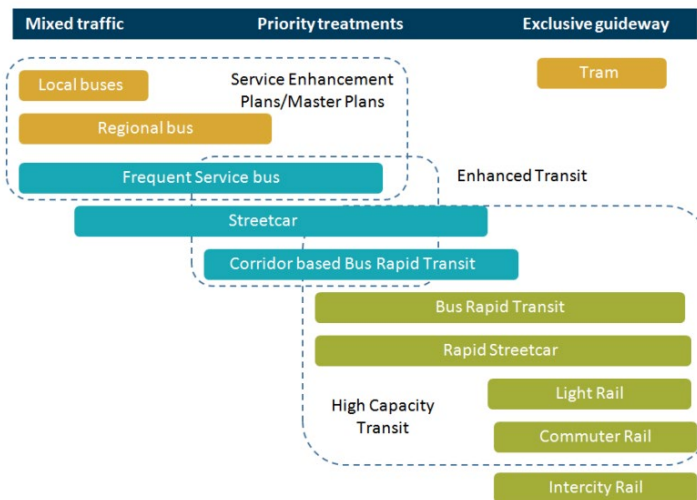 Mixed traffic
Priority treatments
Exclusive guideway
Local buses
Service Enhancement
Plans/Master Plans
Tram
Regional bus
Frequent Service bus
Enhanced Transit
Streetcar
Corridor based Bus Rapid Transit
Bus Rapid Transit
Rapid Streetcar
Light Rail
High Capacity
Transit
Commuter Rail
Intercity Rail